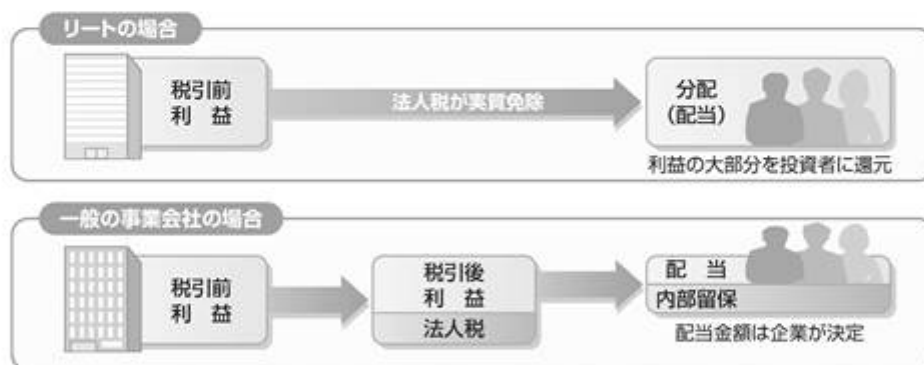 リートの場合
税引前
利　益
法人税が実質免除
分配
（配当）
利益の大部分を投資者に還元
一般の事業会社の場合
税引前
利　益
税引後
利　益
法人税
配　当
内部留保
配当金額は企業が決定